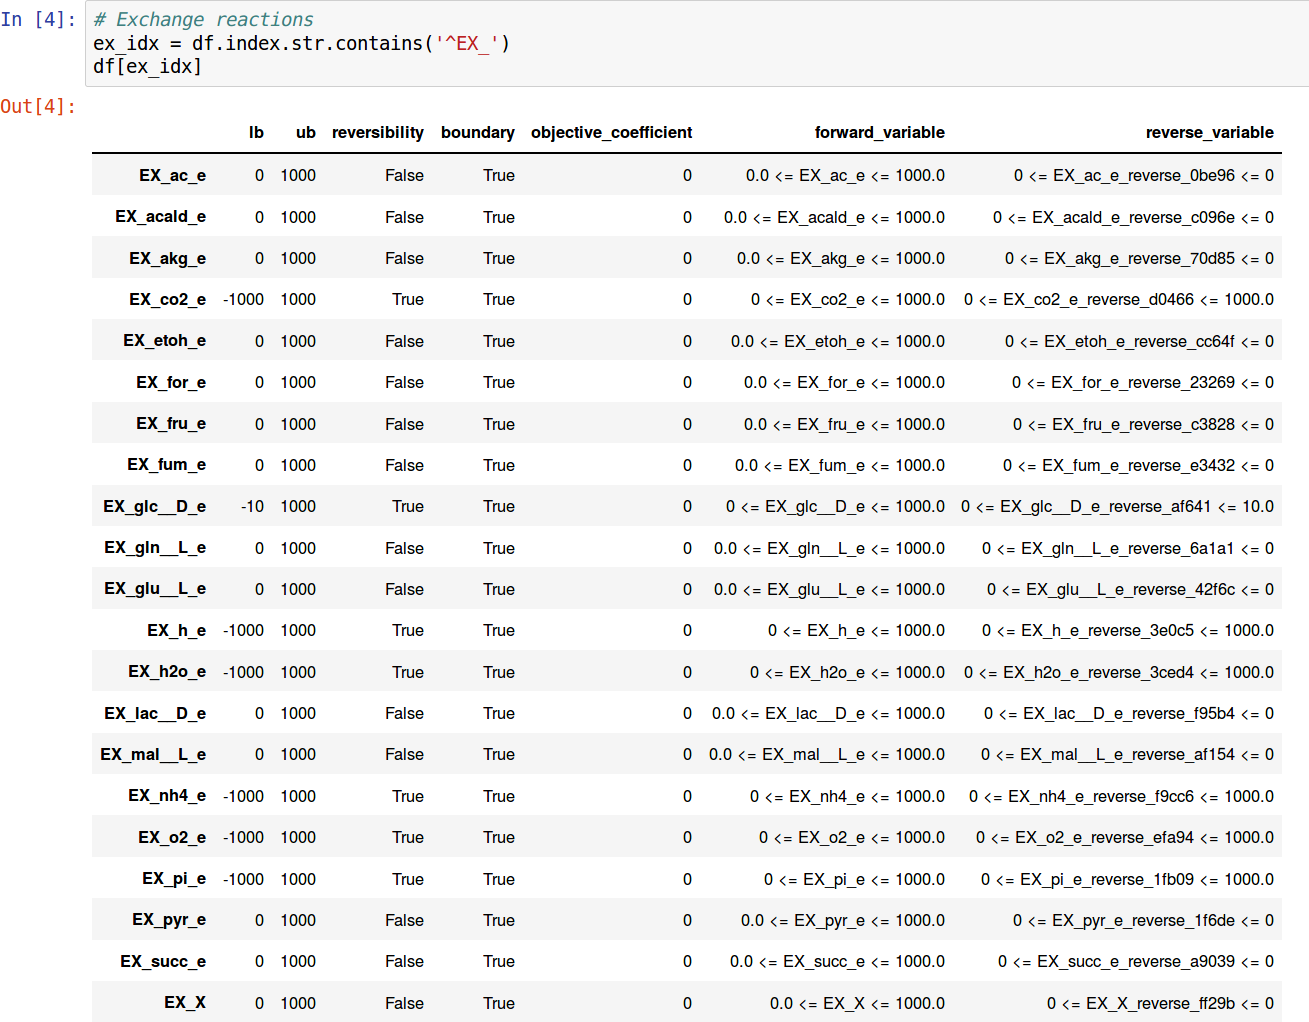 In [4]: # Exchange reactions
ex_idx = df.index.str.contains('^EX_')
df[ex_idx]
Out[4]:
lb ub reversibility boundary objective_coefficient forward_variable reverse_variable
EX_ac_e 0 1000 False True 0 0.0 <= EX_ac_e <= 1000.0 0 <= EX_ac_e_reverse_0be96 <= 0
EX_acald_e 0 1000 False True 0 0.0 <= EX_acald_e <= 1000.0 0 <= EX_acald_e_reverse_c096e <= 0
EX_akg_e 0 1000 False True 0 0.0 <= EX_akg_e <= 1000.0 0 <= EX_akg_e_reverse_70d85 <= 0
EX_co2_e -1000 1000 True True 0 0 <= EX_co2_e <= 1000.0 0 <= EX_co2_e_reverse_d0466 <= 1000.0
EX_etoh_e 0 1000 False True 0 0.0 <= EX_etoh_e <= 1000.0 0 <= EX_etoh_e_reverse_cc64f <= 0
EX_for_e 0 1000 False True 0 0.0 <= EX_for_e <= 1000.0 0 <= EX_for_e_reverse_23269 <= 0
EX_fru_e 0 1000 False True 0 0.0 <= EX_fru_e <= 1000.0 0 <= EX_fru_e_reverse_c3828 <= 0
EX_fum_e 0 1000 False True 0 0.0 <= EX_fum_e <= 1000.0 0 <= EX_fum_e_reverse_e3432 <= 0
EX_glc__D_e -10 1000 True True 0 0 <= EX_glc__D_e <= 1000.0 0 <= EX_glc__D_e_reverse_af641 <= 10.0
EX_gln__L_e 0 1000 False True 0 0.0 <= EX_gln__L_e <= 1000.0 0 <= EX_gln__L_e_reverse_6a1a1 <= 0
EX_glu__L_e 0 1000 False True 0 0.0 <= EX_glu__L_e <= 1000.0 0 <= EX_glu__L_e_reverse_42f6c <= 0
EX_h_e -1000 1000 True True 0 0 <= EX_h_e <= 1000.0 0 <= EX_h_e_reverse_3e0c5 <= 1000.0
EX_h2o_e -1000 1000 True True 0 0 <= EX_h2o_e <= 1000.0 0 <= EX_h2o_e_reverse_3ced4 <= 1000.0
EX_lac__D_e 0 1000 False True 0 0.0 <= EX_lac__D_e <= 1000.0 0 <= EX_lac__D_e_reverse_f95b4 <= 0
EX_mal__L_e 0 1000 False True 0 0.0 <= EX_mal__L_e <= 1000.0 0 <= EX_mal__L_e_reverse_af154 <= 0
EX_nh4_e -1000 1000 True True 0 0 <= EX_nh4_e <= 1000.0 0 <= EX_nh4_e_reverse_f9cc6 <= 1000.0
EX_o2_e -1000 1000 True True 0 0 <= EX_o2_e <= 1000.0 0 <= EX_o2_e_reverse_efa94 <= 1000.0
EX_pi_e -1000 1000 True True 0 0 <= EX_pi_e <= 1000.0 0 <= EX_pi_e_reverse_1fb09 <= 1000.0
EX_pyr_e 0 1000 False True 0 0.0 <= EX_pyr_e <= 1000.0 0 <= EX_pyr_e_reverse_1f6de <= 0
EX_succ_e 0 1000 False True 0 0.0 <= EX_succ_e <= 1000.0 0 <= EX_succ_e_reverse_a9039 <= 0
EX_X 0 1000 False True 0 0.0 <= EX_X <= 1000.0 0 <= EX_X_reverse_ff29b <= 0